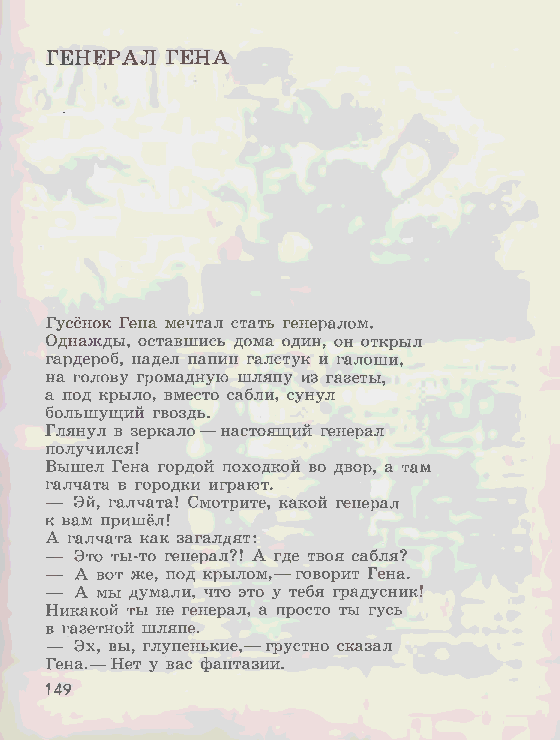 ГЕНЕРАЛ ГЕНА
Гусёнок Гена мечтал стать генералом.
Однажды, оставшись дома один, он открыл
гардероб, надел папин галстук и галоши,
на голову громадную шляпу из газеты,
а под крыло, вместо сабли, сунул
большущий гвоздь.
Глянул в зеркало — настоящий генерал
получился!
Вышел Гена гордой походкой во двор, а там
галчата в городки играют.
— Эй, галчата! Смотрите, какой генерал
к вам пришёл!
А галчата как загалдят:
— Это ты-то генерал?! А где твоя сабля?
— А вот же, под крылом,— говорит Гена.
— А мы думали, что это у тебя градусник!
Никакой ты не генерал, а просто ты гусь
в газетной шляпе.
— Эх, вы, глупенькие,— грустно сказал
Гена.— Нет у вас фантазии.
149